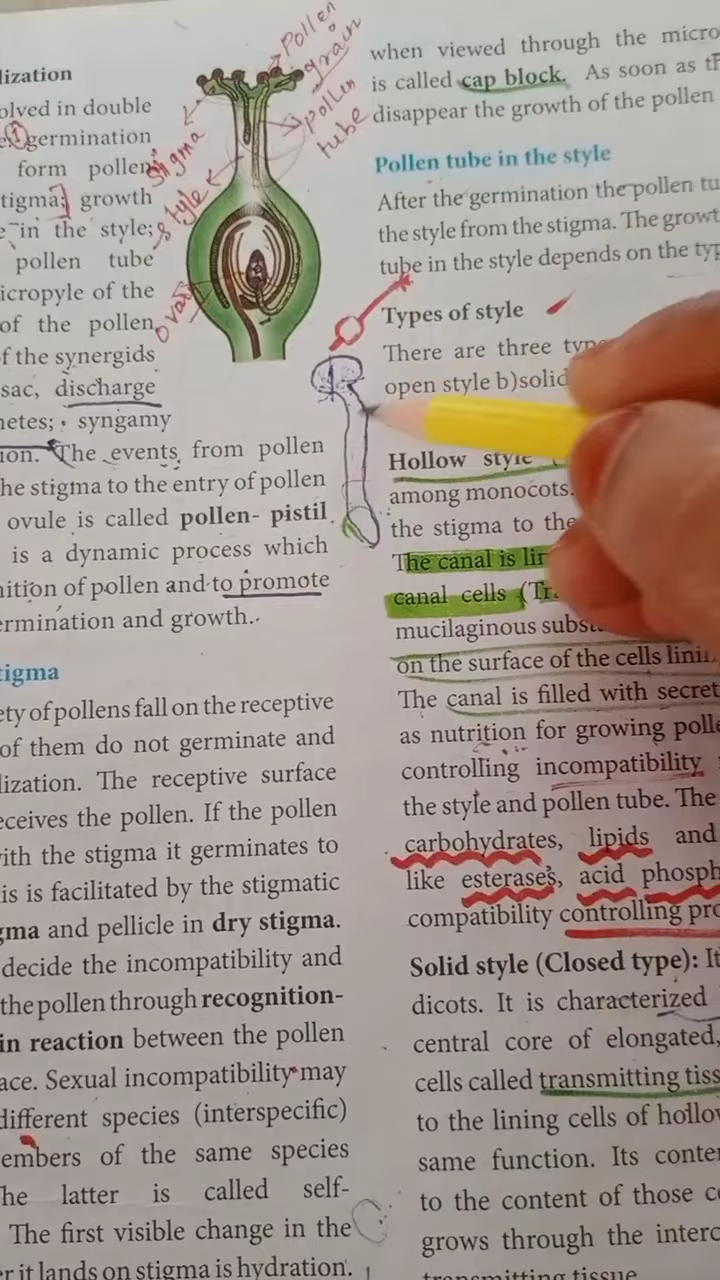 Pollen
grain
pollen
tube
Stigma
style
ovary
lization
olved in double
germination
form pollen
tigma; growth
in the style;
pollen tube
icropyle of the
of the pollen
f the synergids
sac, discharge
netes; syngamy
ion. The events from pollen
he stigma to the entry of pollen
ovule is called pollen- pistil
is a dynamic process which
nition of pollen and to promote
ermination and growth.
tigma
ety of pollens fall on the receptive
of them do not germinate and
lization. The receptive surface
eceives the pollen. If the pollen
ith the stigma it germinates to
is is facilitated by the stigmatic
gma and pellicle in dry stigma.
decide the incompatibility and
the pollen through recognition-
in reaction between the pollen
ace. Sexual incompatibility may
different species (interspecific)
embers of the same species
he latter is called self-
The first visible change in the
r it lands on stigma is hydration.
when viewed through the micro
is called cap block. As soon as th
disappear the growth of the pollen
Pollen tube in the style
After the germination the pollen tu
the style from the stigma. The growt
tube in the style depends on the typ
Types of style
There are three type
open style b)solid
Hollow style (
among monocots.
the stigma to the
The canal is lin
canal cells (Tra
mucilaginous subst
on the surface of the cells linin
The canal is filled with secret
as nutrition for growing polle
controlling incompatibility
the style and pollen tube. The
carbohydrates, lipids and
like esterases, acid phosph
compatibility controlling pro
Solid style (Closed type): It
dicots. It is characterized
central core of elongated,
cells called transmitting tiss
to the lining cells of hollow
same function. Its conte
to the content of those c
grows through the interc
transmitting tissue